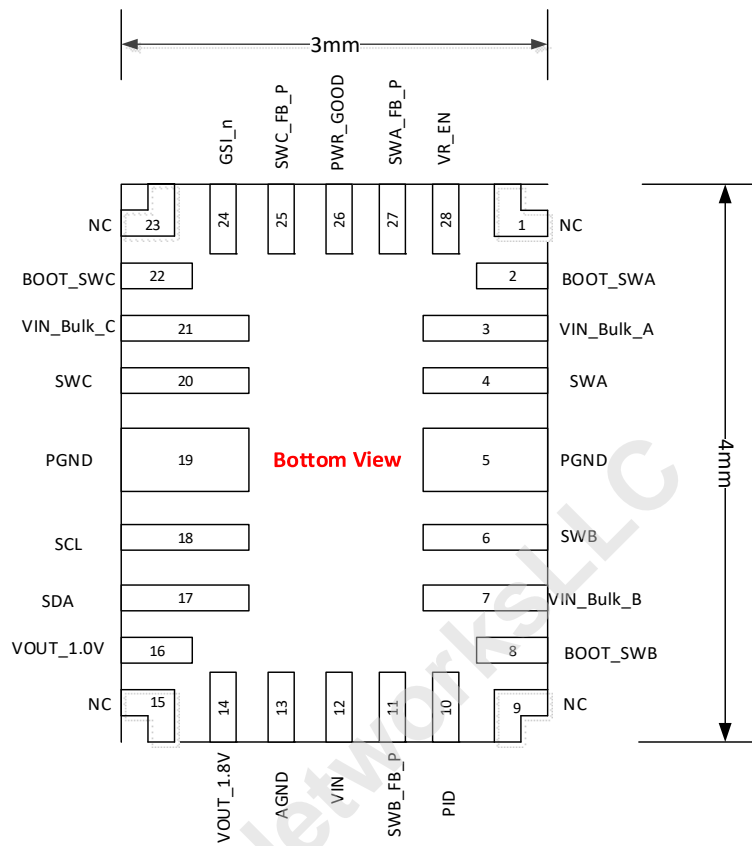 3mm
GSI_n
SWC_FB_P
PWR_GOOD
SWA_FB_P
VR_EN
24
25
26
27
28
NC
23
1
NC
BOOT_SWC
22
2
BOOT_SWA
VIN_Bulk_C
21
3
VIN_Bulk_A
SWC
20
4
SWA
PGND
19
Bottom View
5
PGND
4mm
SCL
18
6
SWB
SDA
17
7
VIN_Bulk_B
VOUT_1.0V
16
8
BOOT_SWB
NC
15
9
NC
14
13
12
11
10
VOUT_1.8V
AGND
VIN
SWB_FB_P
PID
etworksLLC